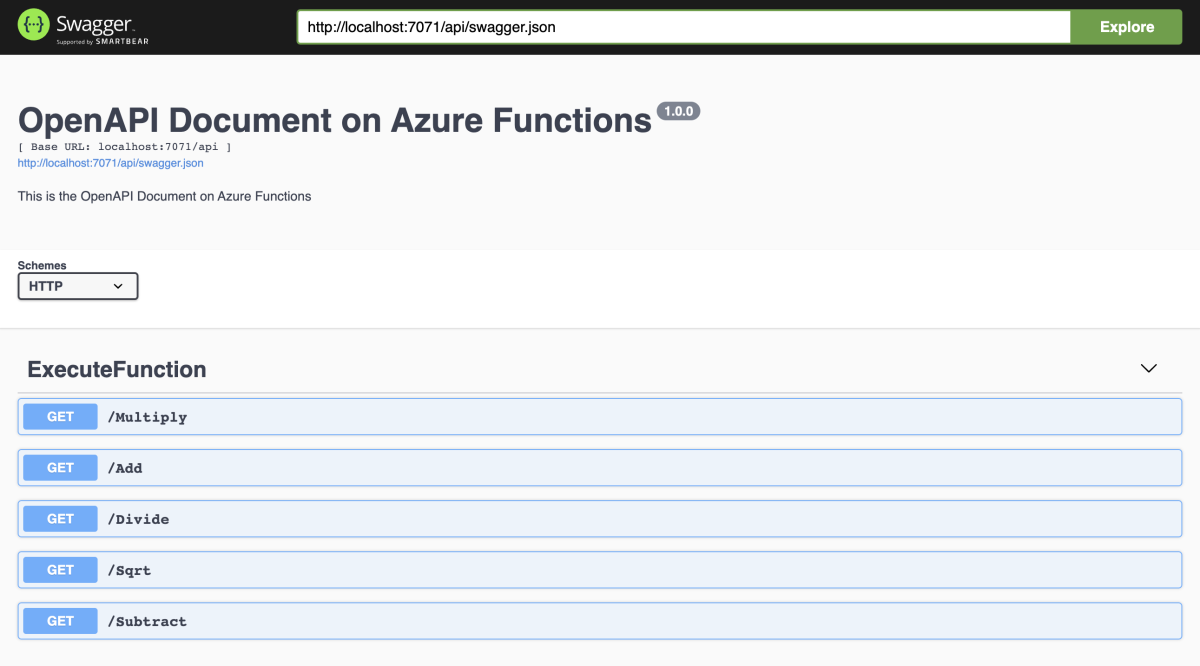 {···} Swagger.
Supported by SMARTBEAR
http://localhost:7071/api/swagger.json
Explore
OpenAPI Document on Azure Functions 1.0.0
[ Base URL: localhost:7071/api ]
http://localhost:7071/api/swagger.json
This is the OpenAPI Document on Azure Functions
Schemes
HTTP
ExecuteFunction
GET /Multiply
GET /Add
GET /Divide
GET /Sqrt
GET /Subtract